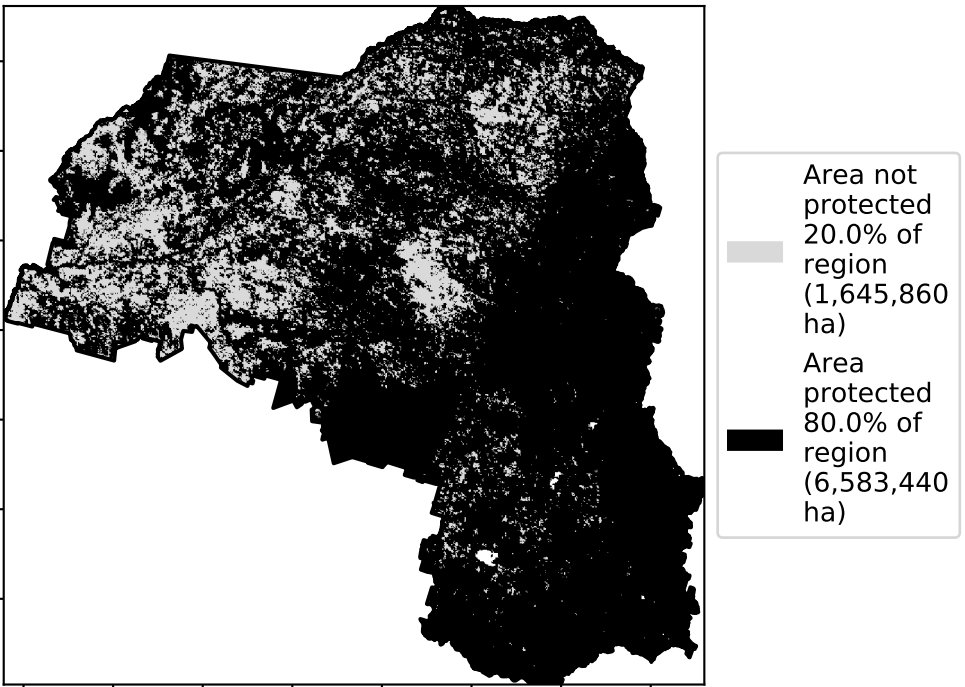 Area not
protected
20.0% of
region
(1,645,860
ha)
Area
protected
80.0% of
region
(6,583,440
ha)